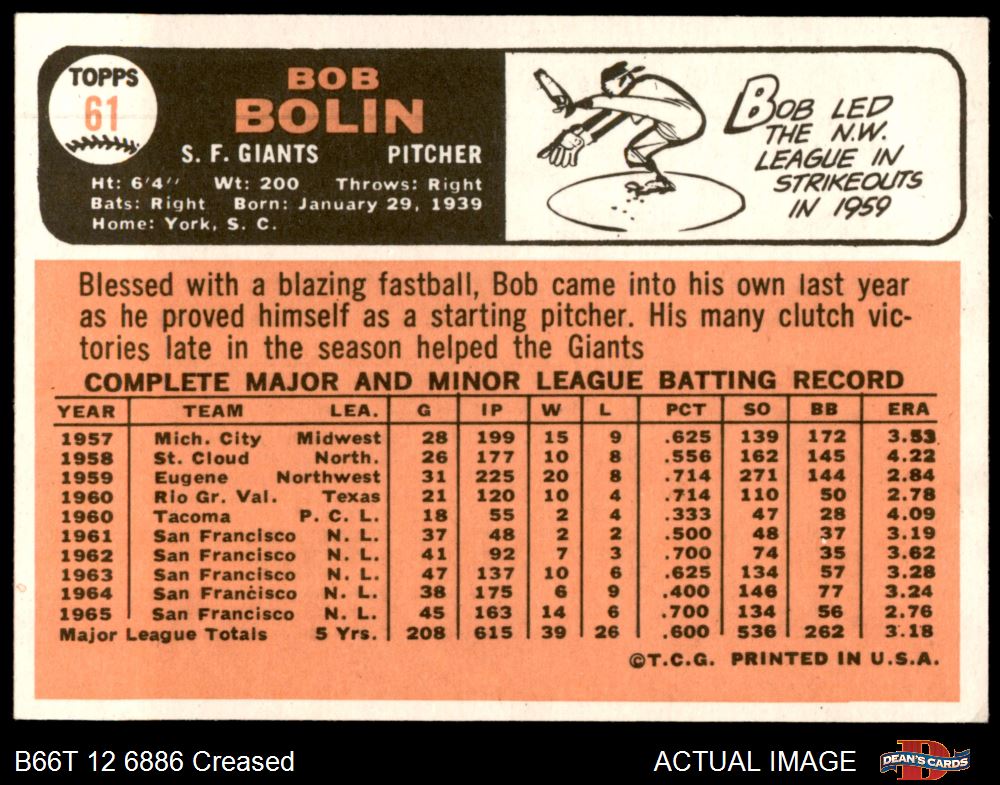 TOPPS
61
BOB
BOLIN
S. F. GIANTS PITCHER
Ht: 6'4" Wt: 200 Throws: Right
Bats: Right Born: January 29, 1939
Home: York, S. C.
BOB LED
THE N.W.
LEAGUE IN
STRIKEOUTS
IN 1959
Blessed with a blazing fastball, Bob came into his own last year
as he proved himself as a starting pitcher. His many clutch vic-
tories late in the season helped the Giants
COMPLETE MAJOR AND MINOR LEAGUE BATTING RECORD
YEAR TEAM LEA. G IP W L PCT SO BB ERA
1957 Mich. City Midwest 28 199 15 9 .625 139 172 3.53
1958 St. Cloud North. 26 177 10 8 .556 162 145 4.22
1959 Eugene Northwest 31 225 20 8 .714 271 144 2.84
1960 Rio Gr. Val. Texas 21 120 10 4 .714 110 50 2.78
1960 Tacoma P. C. L. 18 55 2 4 .333 47 28 4.09
1961 San Francisco N. L. 37 48 2 2 .500 48 37 3.19
1962 San Francisco N. L. 41 92 7 3 .700 74 35 3.62
1963 San Francisco N. L. 47 137 10 6 .625 134 57 3.28
1964 San Francisco N. L. 38 175 6 9 .400 146 77 3.24
1965 San Francisco N. L. 45 163 14 6 .700 134 56 2.76
Major League Totals 5 Yrs. 208 615 39 26 .600 536 262 3.18
©T.C.G. PRINTED IN U.S.A.
B66T 12 6886 Creased
ACTUAL IMAGE
DEAN'S CARDS